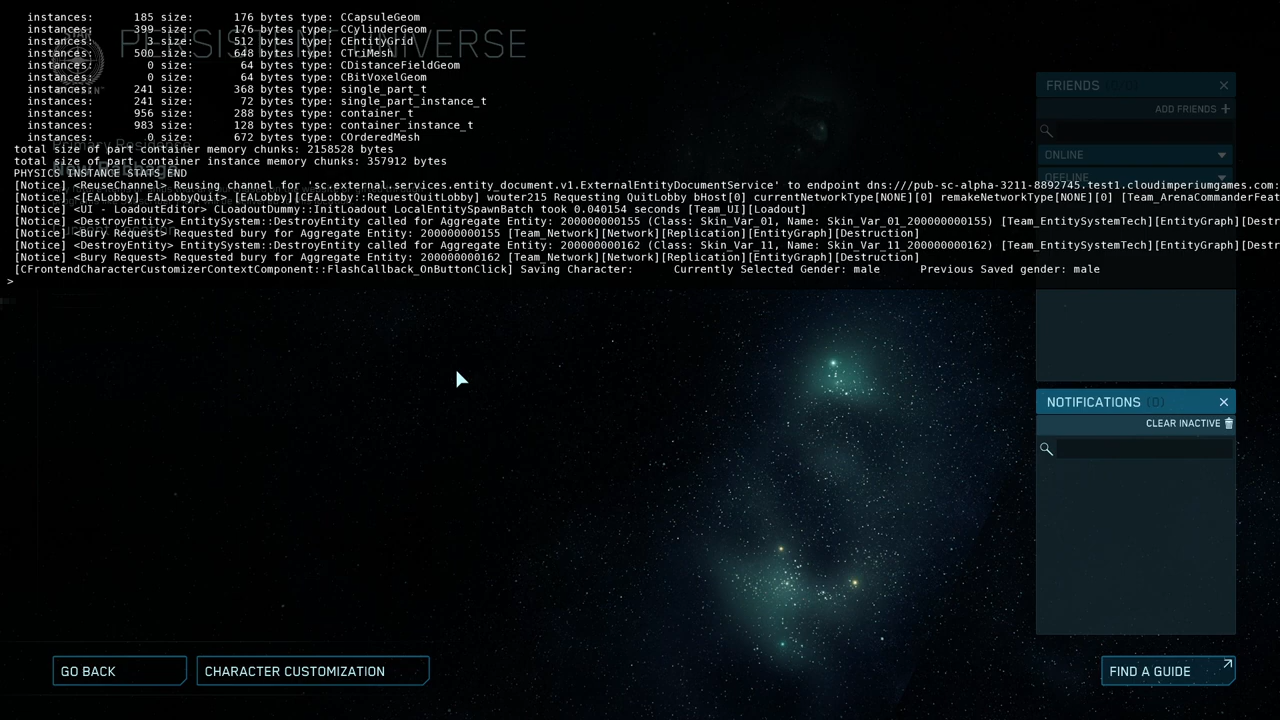 instances: 185 size: 176 bytes type: CCapsuleGeom
instances: 399 size: 176 bytes type: CCylinderGeom
instances: 3 size: 512 bytes type: CEntityGrid
PERSISTENT UNIVERSE
instances: 500 size: 648 bytes type: CTriMesh
instances: 0 size: 64 bytes type: CDistanceFieldGeom
instances: 0 size: 64 bytes type: CBitVoxelGeom
instances: 241 size: 368 bytes type: single_part_t
instances: 241 size: 72 bytes type: single_part_instance_t
instances: 956 size: 288 bytes type: container_t
instances: 983 size: 128 bytes type: container_instance_t
instances: 0 size: 672 bytes type: COrderedMesh
Primary Residence
total size of part container memory chunks: 2158528 bytes
total size of part container instance memory chunks: 357912 bytes
PHYSICS INSTANCE STATS END
[Notice] <ReuseChannel> Reusing channel for 'sc.external.services.entity_document.v1.ExternalEntityDocumentService' to endpoint dns:///pub-sc-alpha-3211-8892745.test1.cloudimperiumgames.com:
[Notice] <[EALobby] EALobbyQuit> [EALobby][CEALobby::RequestQuitLobby] wouter215 Requesting QuitLobby bHost[0] currentNetworkType[NONE][0] remakeNetworkType[NONE][0] [Team_ArenaCommanderFeat
[Notice] <UI - LoadoutEditor> CLoadoutDummy::InitLoadout LocalEntitySpawnBatch took 0.040154 seconds [Team_UI][Loadout]
[Notice] <DestroyEntity> EntitySystem::DestroyEntity called for Aggregate Entity: 200000000155 (Class: Skin_Var_01, Name: Skin_Var_01_200000000155) [Team_EntitySystemTech][EntityGraph][Destr
[Notice] <Bury Request> Requested bury for Aggregate Entity: 200000000155 [Team_Network][Network][Replication][EntityGraph][Destruction]
[Notice] <DestroyEntity> EntitySystem::DestroyEntity called for Aggregate Entity: 200000000162 (Class: Skin_Var_11, Name: Skin_Var_11_200000000162) [Team_EntitySystemTech][EntityGraph][Destr
[Notice] <Bury Request> Requested bury for Aggregate Entity: 200000000162 [Team_Network][Network][Replication][EntityGraph][Destruction]
[CFrontendCharacterCustomizerContextComponent::FlashCallback_OnButtonClick] Saving Character: Currently Selected Gender: male Previous Saved gender: male
>
FRIENDS
ADD FRIENDS +
ONLINE
OFFLINE
NOTIFICATIONS (0)
CLEAR INACTIVE
GO BACK
CHARACTER CUSTOMIZATION
FIND A GUIDE